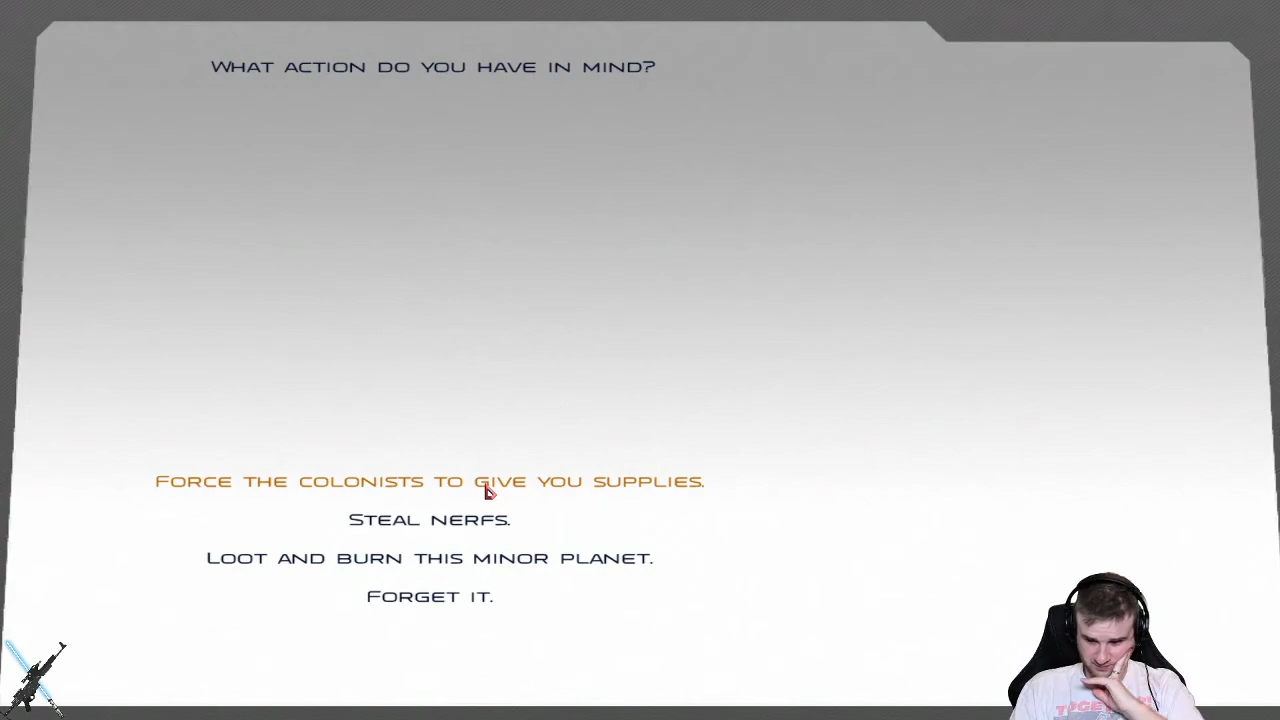 What action do you have in mind?
Force the colonists to give you supplies.
Steal nerfs.
Loot and burn this minor planet.
Forget it.